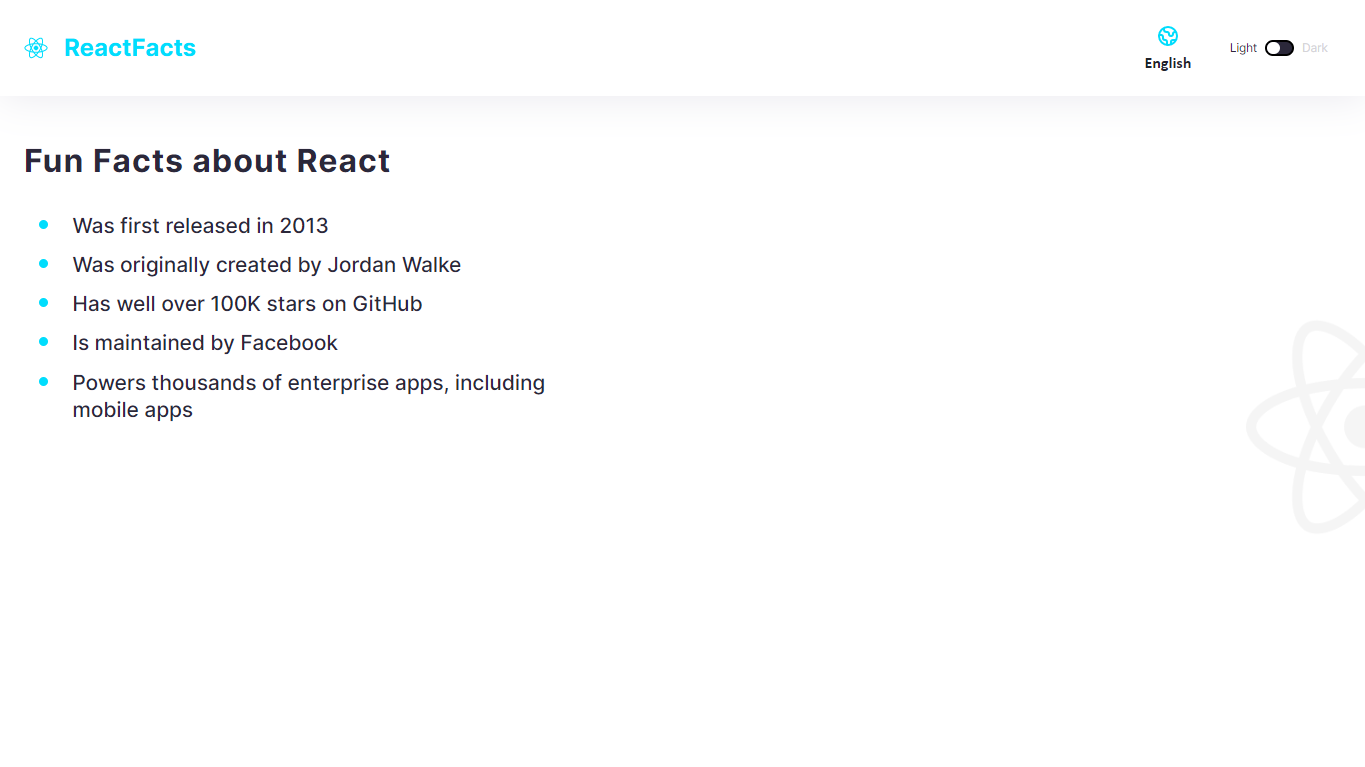 ReactFacts
English
Light Dark
Fun Facts about React
Was first released in 2013
Was originally created by Jordan Walke
Has well over 100K stars on GitHub
Is maintained by Facebook
Powers thousands of enterprise apps, including
mobile apps